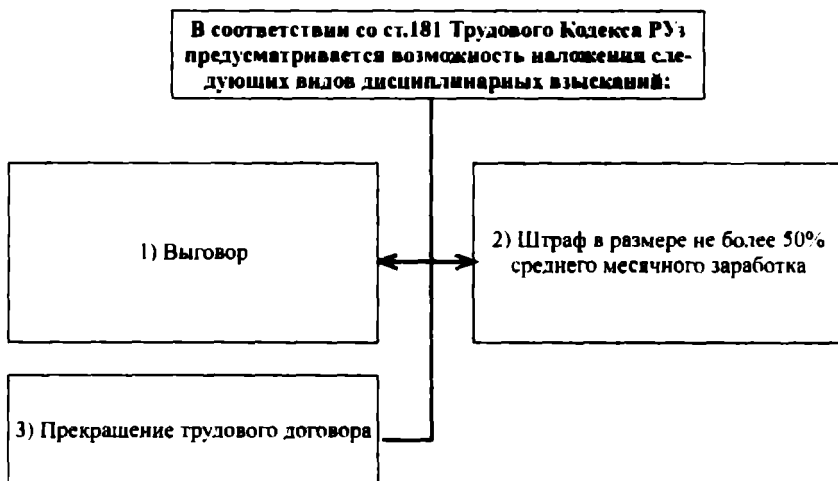 В соответствии со ст.181 Трудового Кодекса РУз
предусматривается возможность наложения сле-
дующих видов дисциплинарных взысканий:
1) Выговор
2) Штраф в размере не более 50%
среднего месячного заработка
3) Прекращение трудового договора